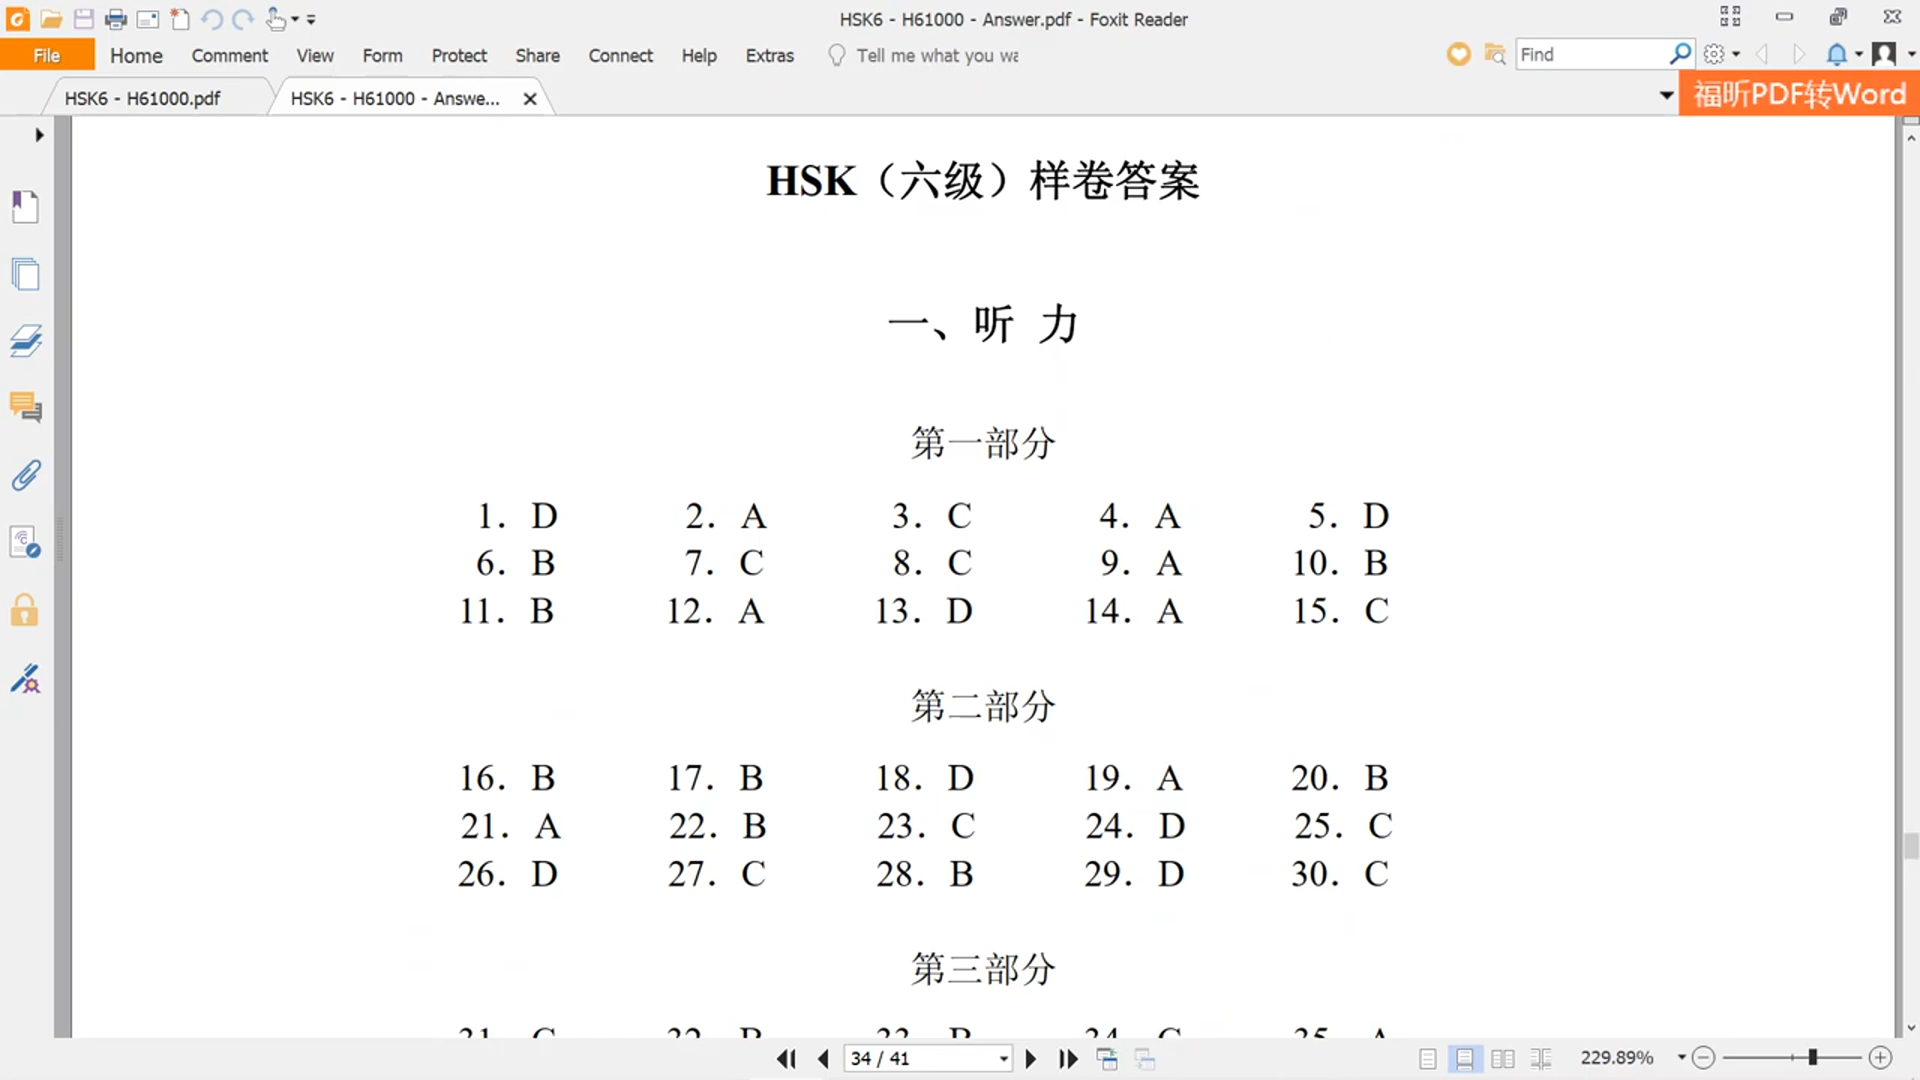 HSK6 - H61000 - Answer.pdf - Foxit Reader
File Home Comment View Form Protect Share Connect Help Extras Tell me what you wa Find
HSK6 - H61000.pdf HSK6 - H61000 - Answe...
福昕PDF转Word
HSK（六级）样卷答案
一、听 力
第一部分
1. D 2. A 3. C 4. A 5. D
6. B 7. C 8. C 9. A 10. B
11. B 12. A 13. D 14. A 15. C
第二部分
16. B 17. B 18. D 19. A 20. B
21. A 22. B 23. C 24. D 25. C
26. D 27. C 28. B 29. D 30. C
第三部分
34 / 41 229.89%